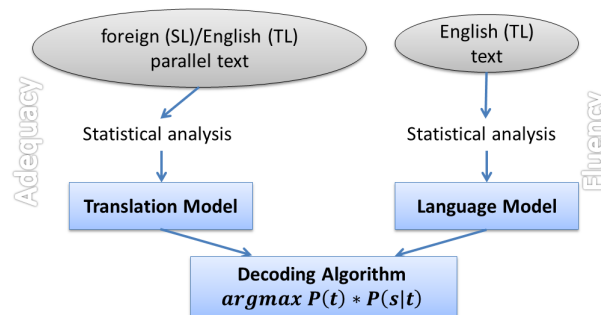 foreign (SL)/English (TL)
parallel text
English (TL)
text
Adequacy
Fluency
Statistical analysis
Statistical analysis
Translation Model
Language Model
Decoding Algorithm
argmax P(t) * P(s|t)